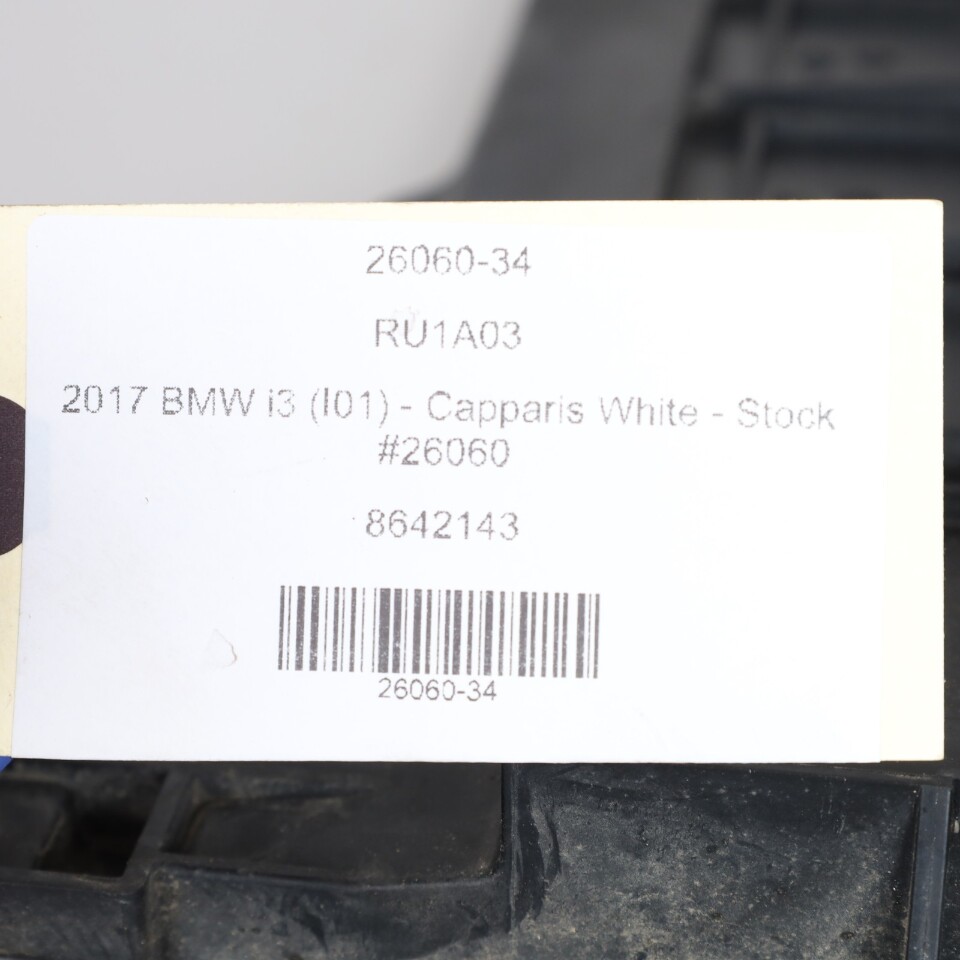 26060-34
RU1A03
2017 BMW i3 (I01) - Capparis White - Stock
#26060
8642143
26060-34